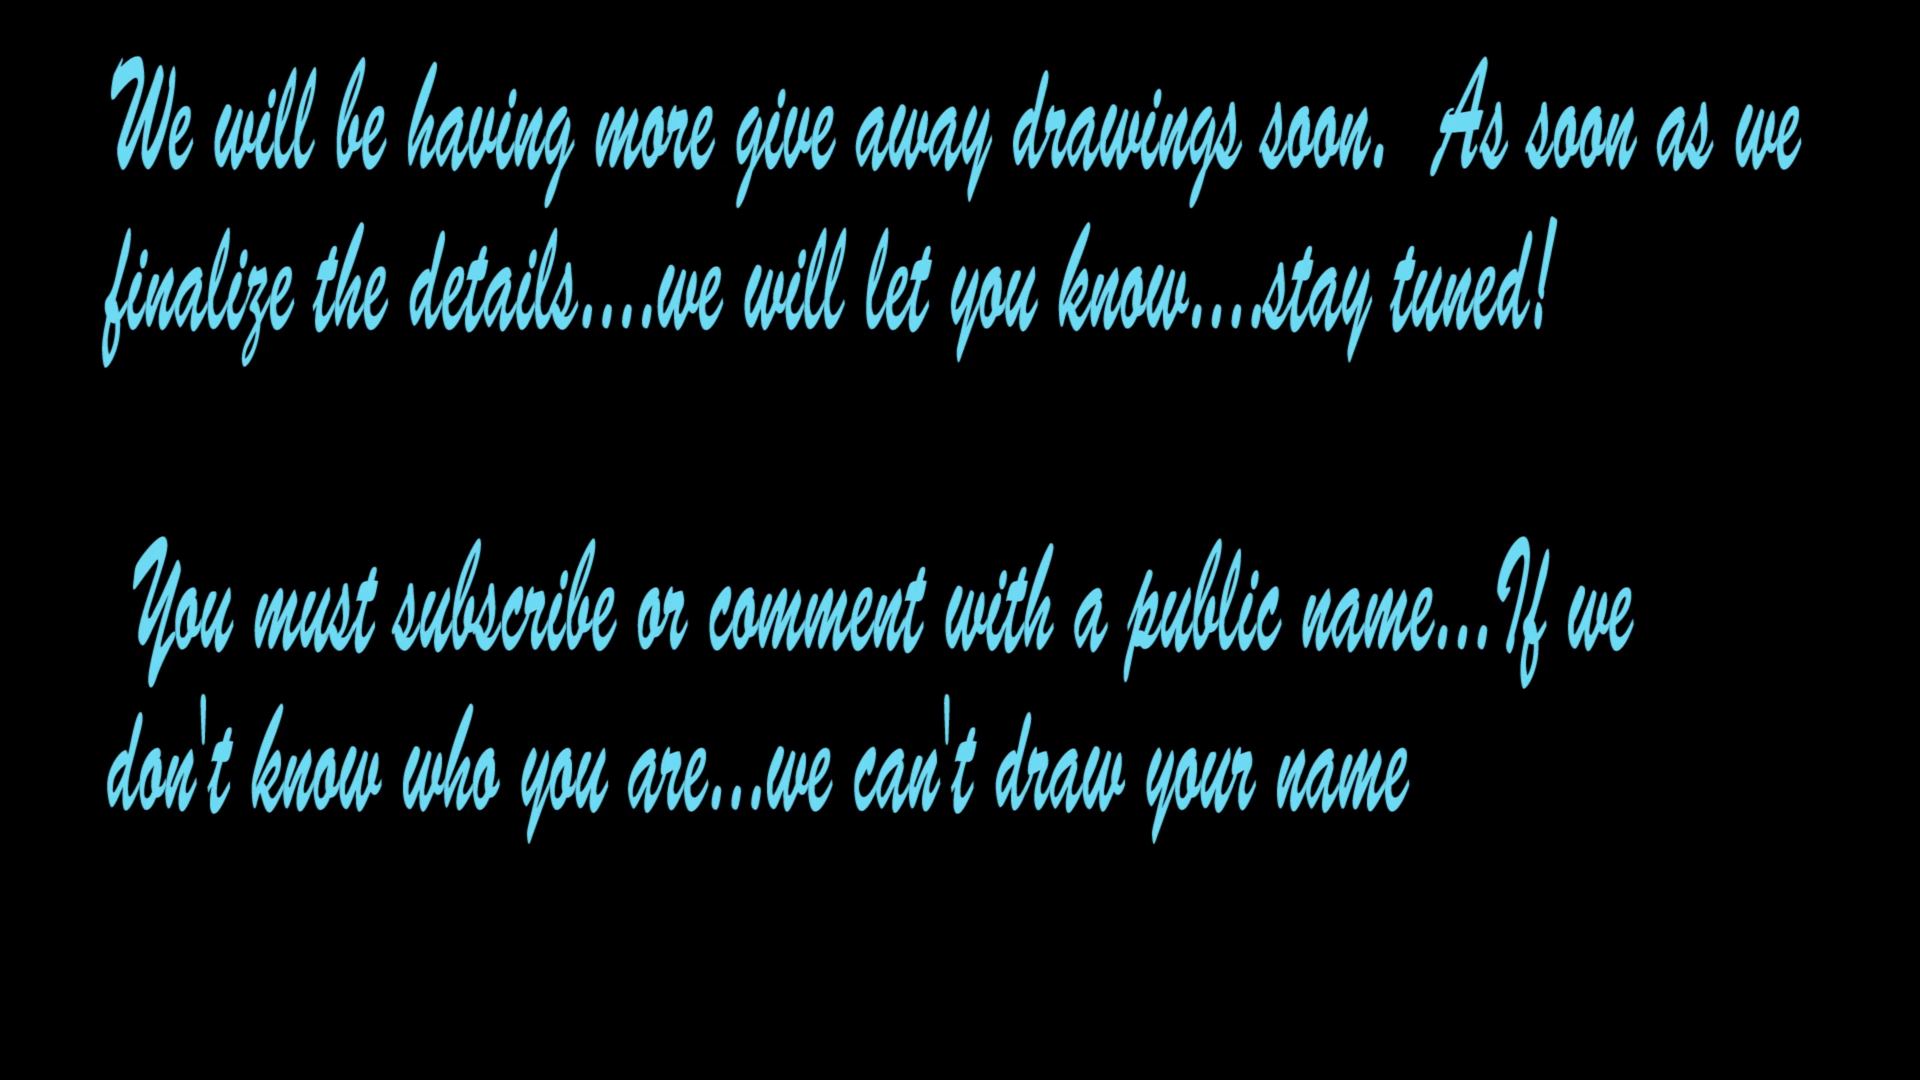 We will be having more give away drawings soon.  As soon as we
finalize the details....we will let you know....stay tuned!
You must subscribe or comment with a public name...If we
don't know who you are...we can't draw your name